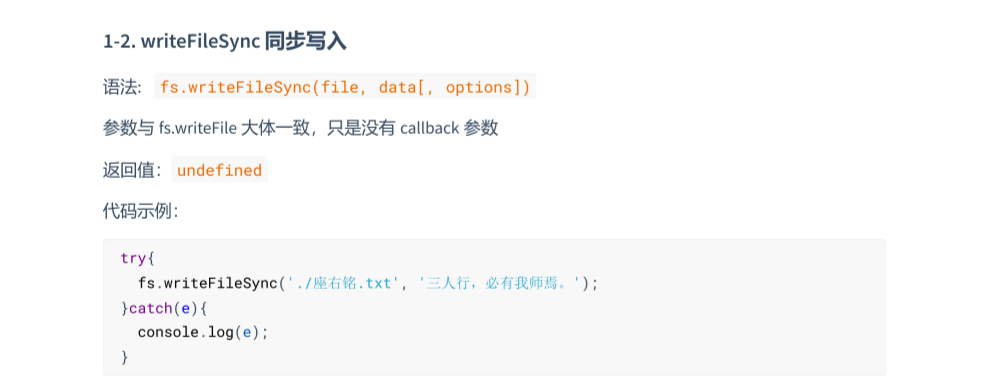 1-2. writeFileSync 同步写入
语法: fs.writeFileSync(file, data[, options])
参数与 fs.writeFile 大体一致，只是没有 callback 参数
返回值：undefined
代码示例：
try{
  fs.writeFileSync('./座右铭.txt', '三人行，必有我师焉。');
}catch(e){
  console.log(e);
}